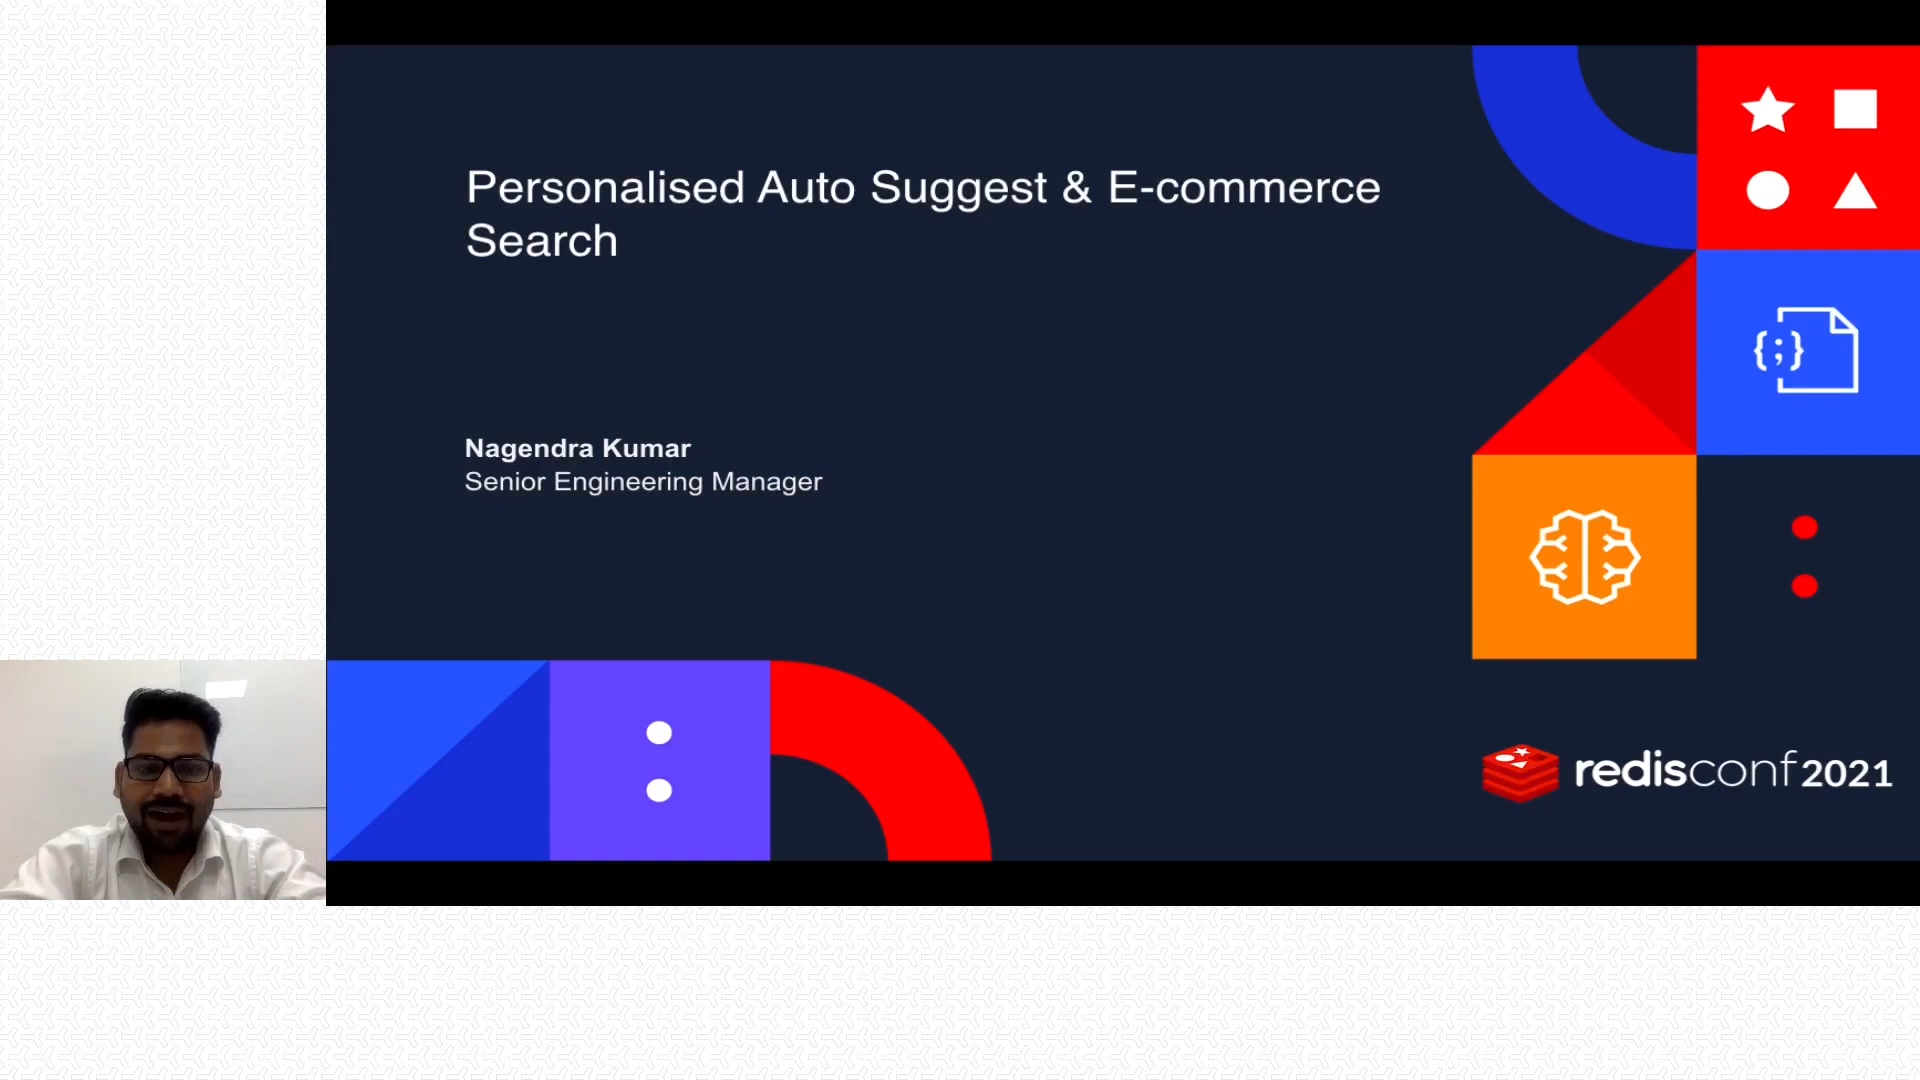 Personalised Auto Suggest & E-commerce
Search
Nagendra Kumar
Senior Engineering Manager
{;}
redisconf2021